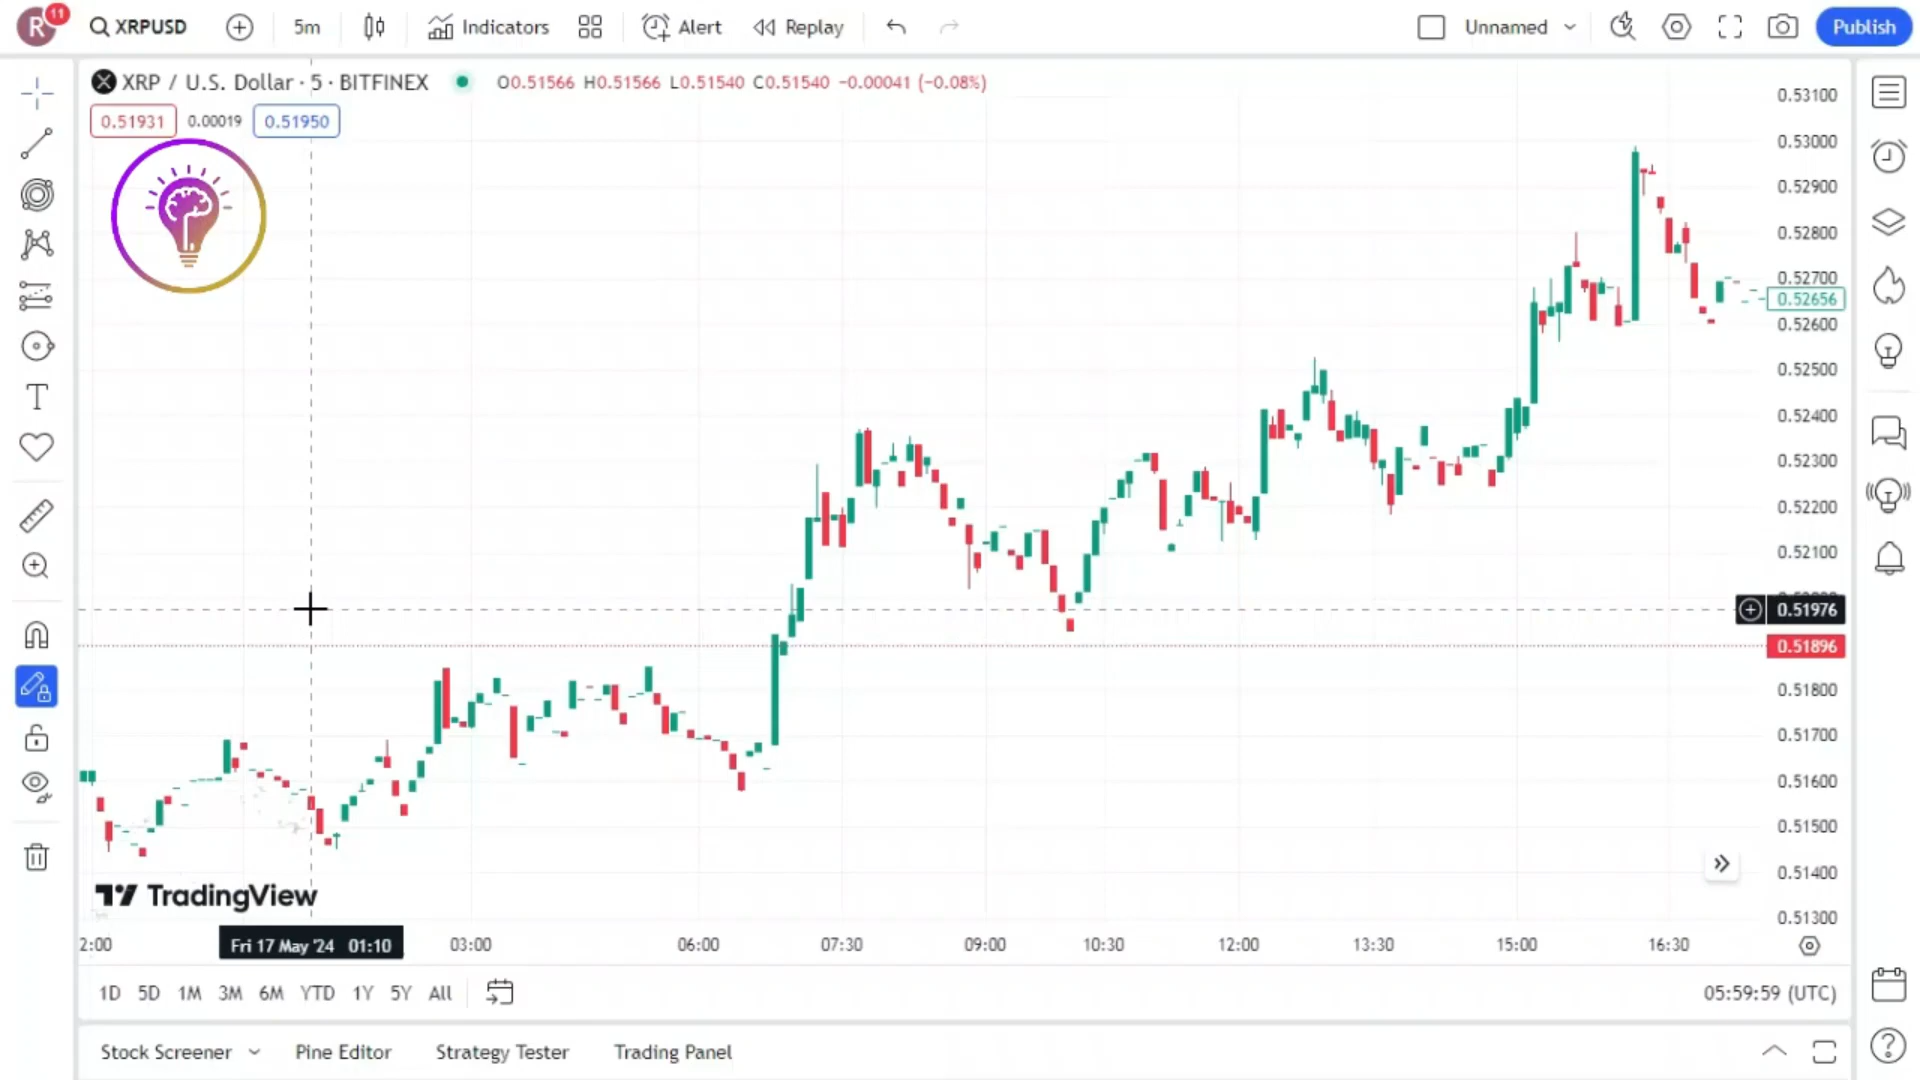 R 11 XRPUSD 5m Indicators Alert Replay Unnamed Publish
XRP / U.S. Dollar · 5 · BITFINEX O0.51566 H0.51566 L0.51540 C0.51540 −0.00041 (−0.08%)
0.51931 0.00019 0.51950
0.53100
0.53000
0.52900
0.52800
0.52700
0.52656
0.52600
0.52500
0.52400
0.52300
0.52200
0.52100
0.51976
0.51896
0.51800
0.51700
0.51600
0.51500
0.51400
0.51300
TradingView
2:00 Fri 17 May '24 01:10 03:00 06:00 07:30 09:00 10:30 12:00 13:30 15:00 16:30
1D 5D 1M 3M 6M YTD 1Y 5Y All 05:59:59 (UTC)
Stock Screener Pine Editor Strategy Tester Trading Panel